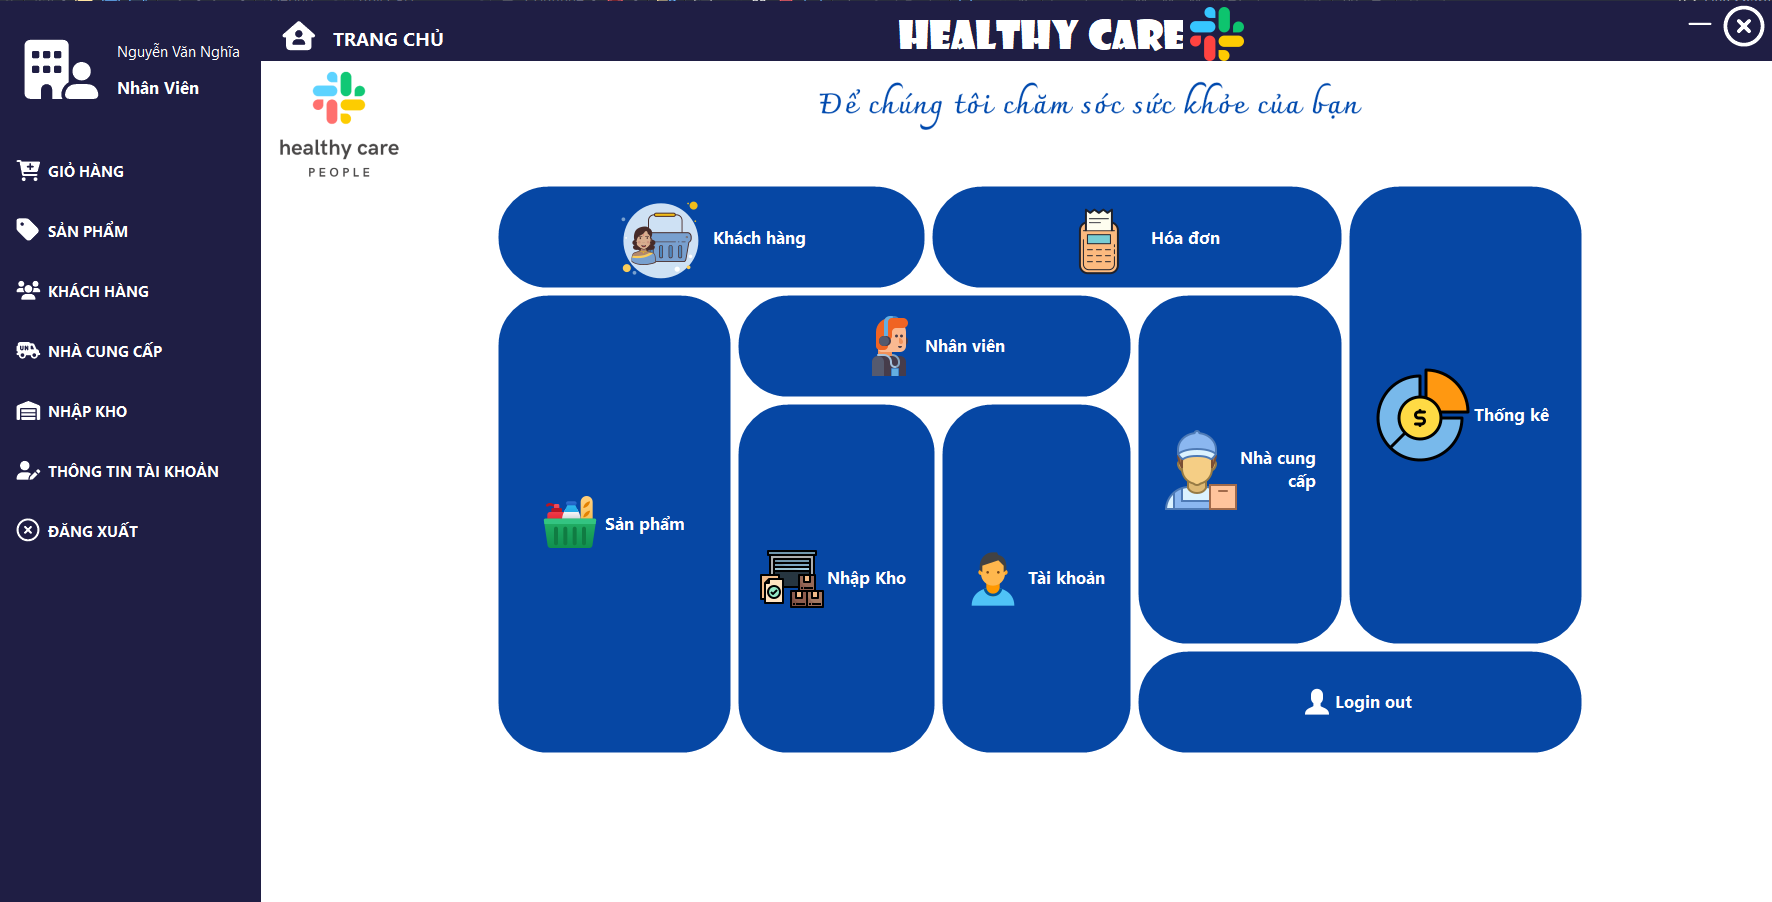 Nguyễn Văn Nghĩa
Nhân Viên
GIỎ HÀNG
SẢN PHẨM
KHÁCH HÀNG
NHÀ CUNG CẤP
NHẬP KHO
THÔNG TIN TÀI KHOẢN
ĐĂNG XUẤT
TRANG CHỦ
HEALTHY CARE
healthy care
PEOPLE
Để chúng tôi chăm sóc sức khỏe của bạn
Khách hàng
Hóa đơn
Nhân viên
Thống kê
Nhà cung
cấp
Sản phẩm
Nhập Kho
Tài khoản
Login out